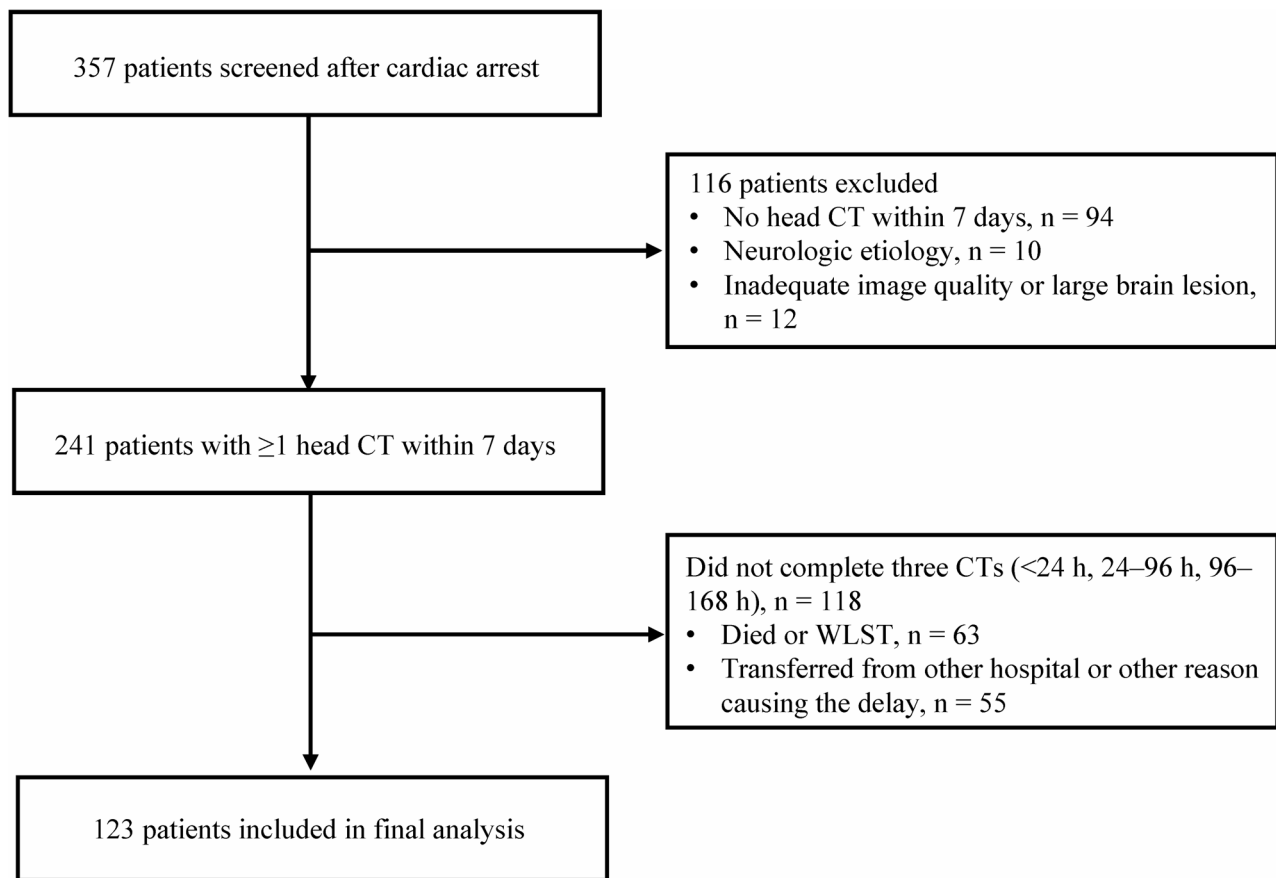 357 patients screened after cardiac arrest
116 patients excluded
• No head CT within 7 days, n = 94
• Neurologic etiology, n = 10
• Inadequate image quality or large brain lesion,
n = 12
241 patients with ≥1 head CT within 7 days
Did not complete three CTs (<24 h, 24–96 h, 96–
168 h), n = 118
• Died or WLST, n = 63
• Transferred from other hospital or other reason
causing the delay, n = 55
123 patients included in final analysis